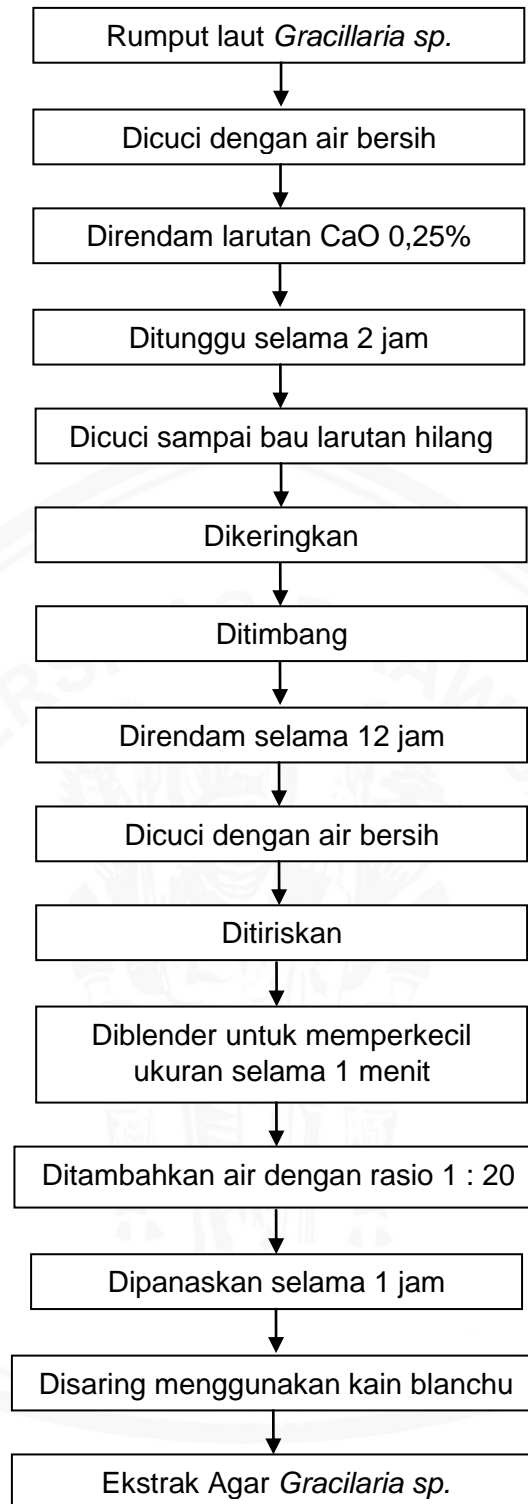 Rumput laut Gracillaria sp.
Dicuci dengan air bersih
Direndam larutan CaO 0,25%
Ditunggu selama 2 jam
Dicuci sampai bau larutan hilang
Dikeringkan
Ditimbang
Direndam selama 12 jam
Dicuci dengan air bersih
Ditiriskan
Diblender untuk memperkecil
ukuran selama 1 menit
Ditambahkan air dengan rasio 1 : 20
Dipanaskan selama 1 jam
Disaring menggunakan kain blanchu
Ekstrak Agar Gracilaria sp.